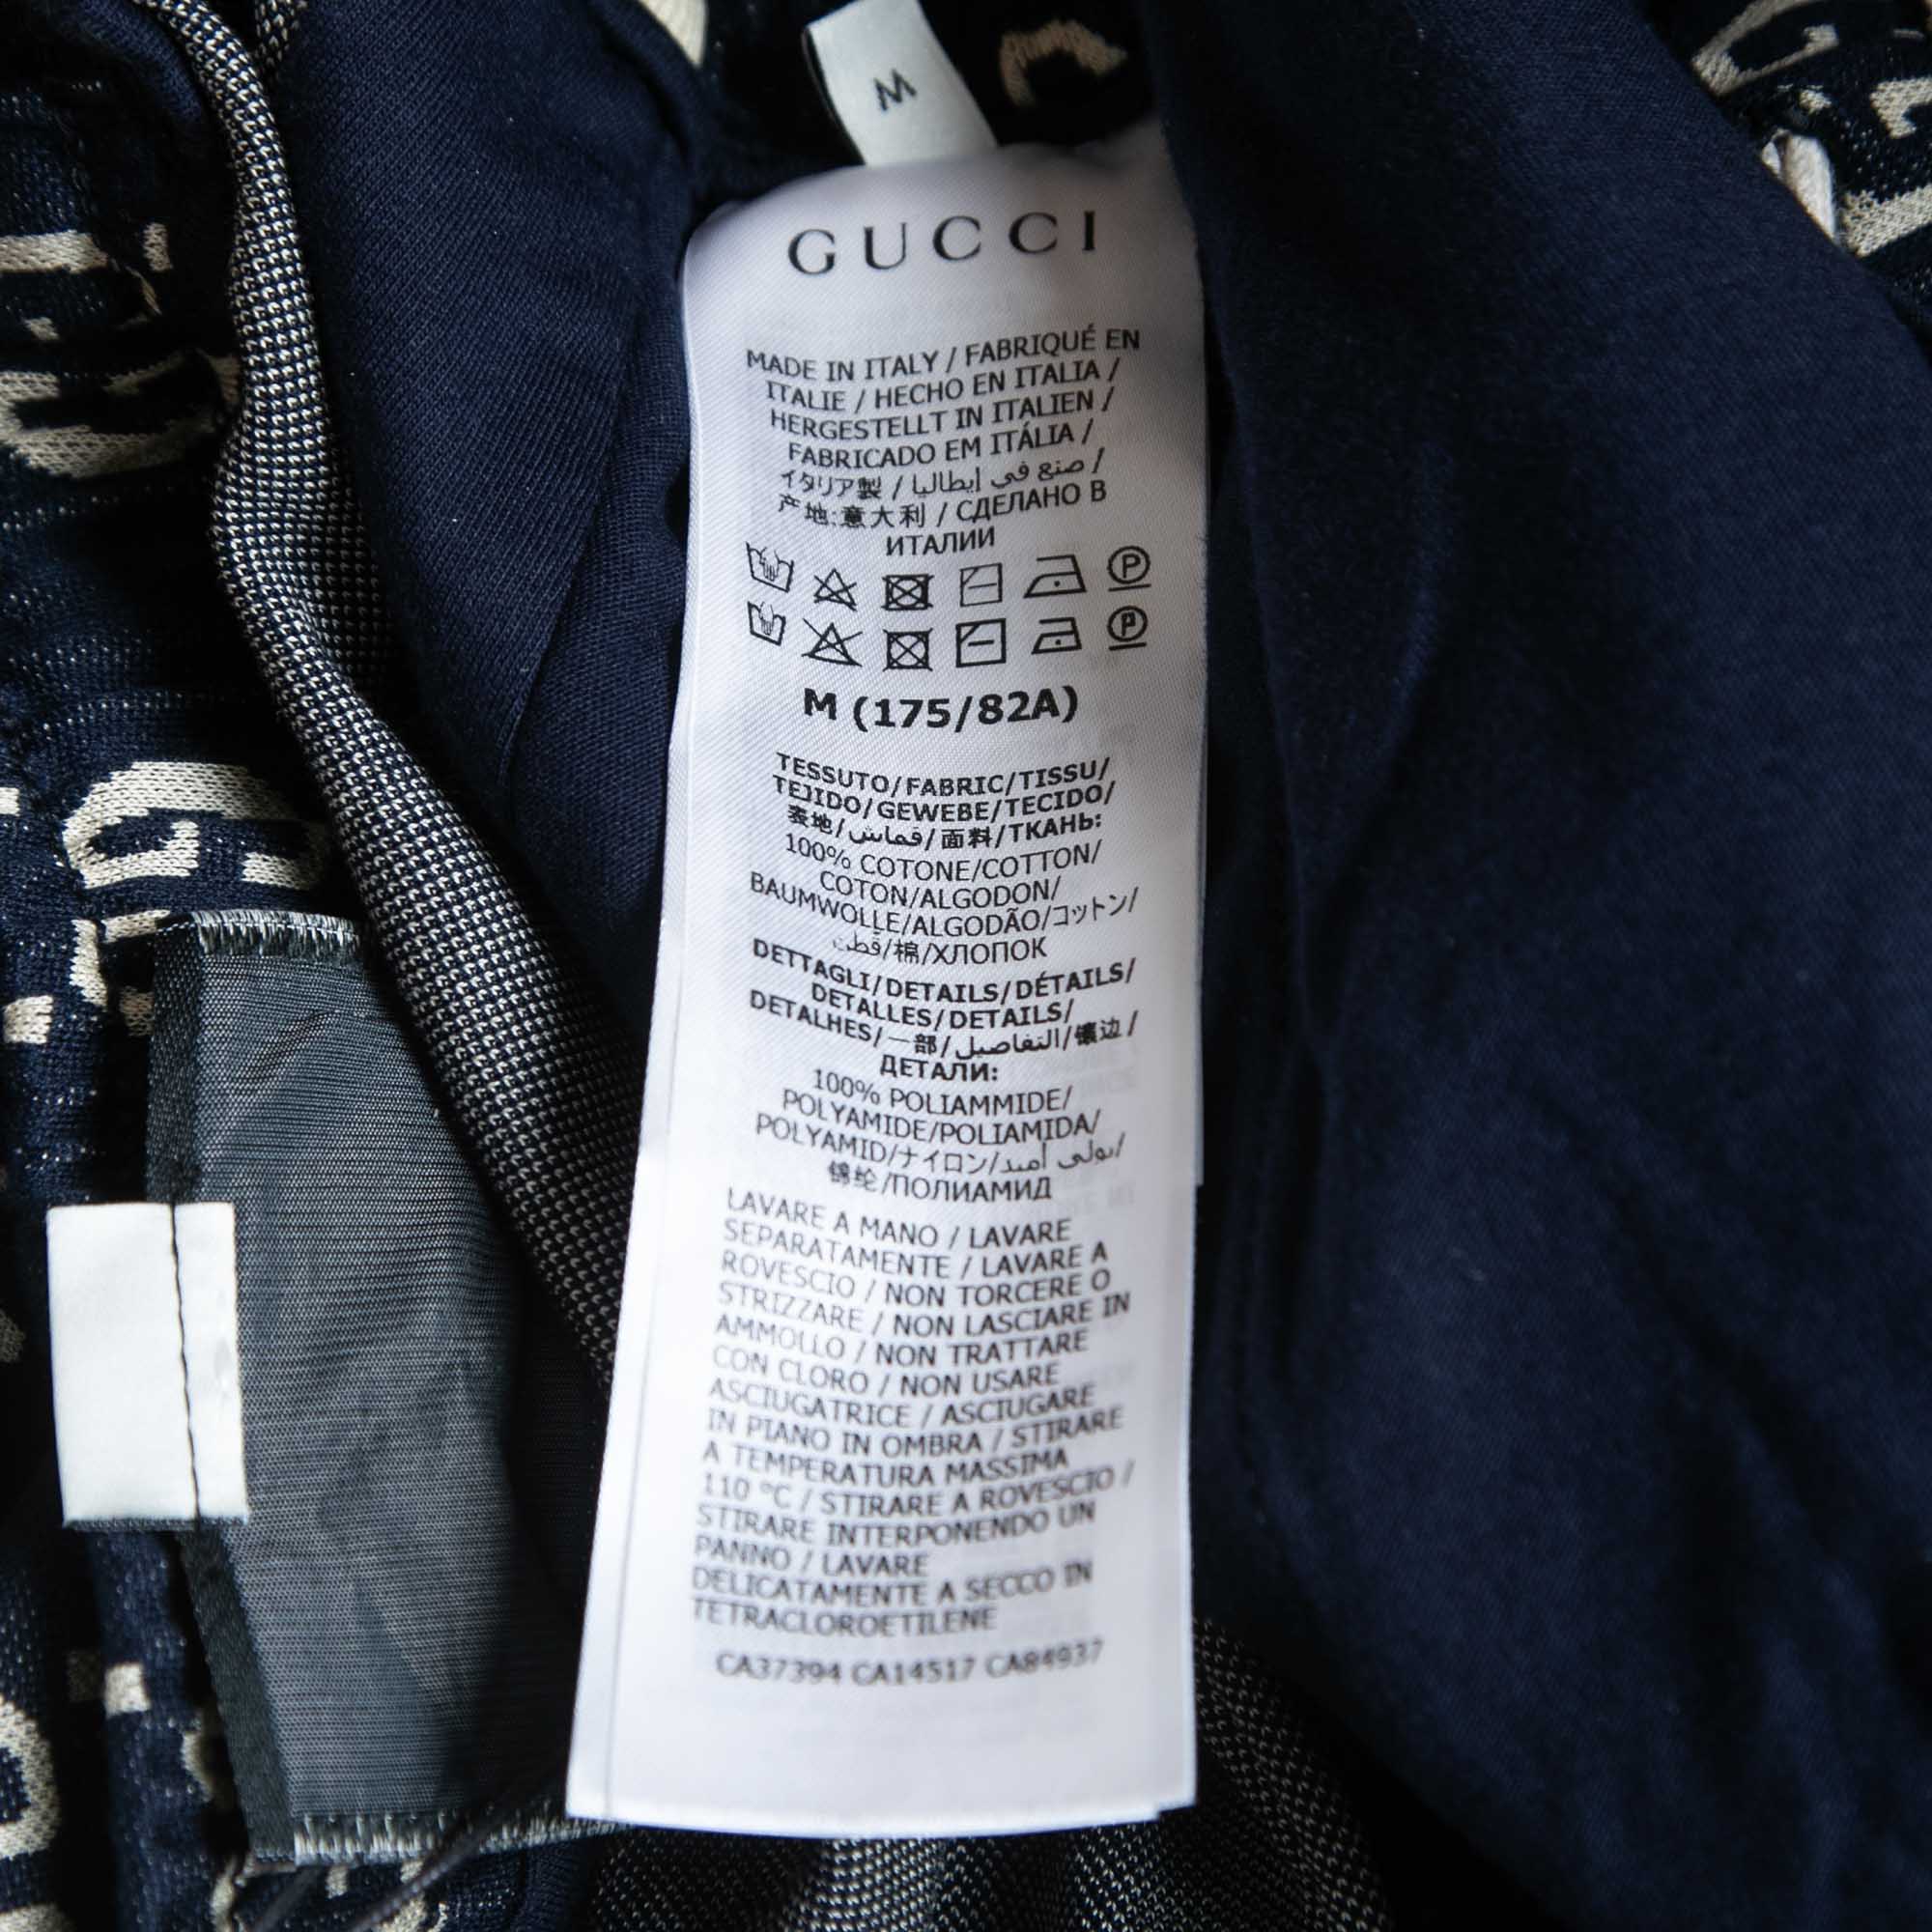 M
GUCCI
MADE IN ITALY / FABRIQUÉ EN
ITALIE / HECHO EN ITALIA /
HERGESTELLT IN ITALIEN /
FABRICADO EM ITÁLIA /
イタリア製 / صنع في إيطاليا /
产地:意大利 / СДЕЛАНО В
ИТАЛИИ
P
P
M (175/82A)
TESSUTO/FABRIC/TISSU/
TEJIDO/GEWEBE/TECIDO/
表地/قماش/面料/ТКАНЬ:
100% COTONE/COTTON/
COTON/ALGODON/
BAUMWOLLE/ALGODÃO/コットン/
قطن/棉/ХЛОПОК
DETTAGLI/DETAILS/DÉTAILS/
DETALLES/DETAILS/
DETALHES/一部/التفاصيل/镶边/
ДЕТАЛИ:
100% POLIAMMIDE/
POLYAMIDE/POLIAMIDA/
POLYAMID/ナイロン/بولي أميد/
锦纶/ПОЛИАМИД
LAVARE A MANO / LAVARE
SEPARATAMENTE / LAVARE A
ROVESCIO / NON TORCERE O
STRIZZARE / NON LASCIARE IN
AMMOLLO / NON TRATTARE
CON CLORO / NON USARE
ASCIUGATRICE / ASCIUGARE
IN PIANO IN OMBRA / STIRARE
A TEMPERATURA MASSIMA
110 °C / STIRARE A ROVESCIO /
STIRARE INTERPONENDO UN
PANNO / LAVARE
DELICATAMENTE A SECCO IN
TETRACLOROETILENE
CA37394 CA14517 CA84937